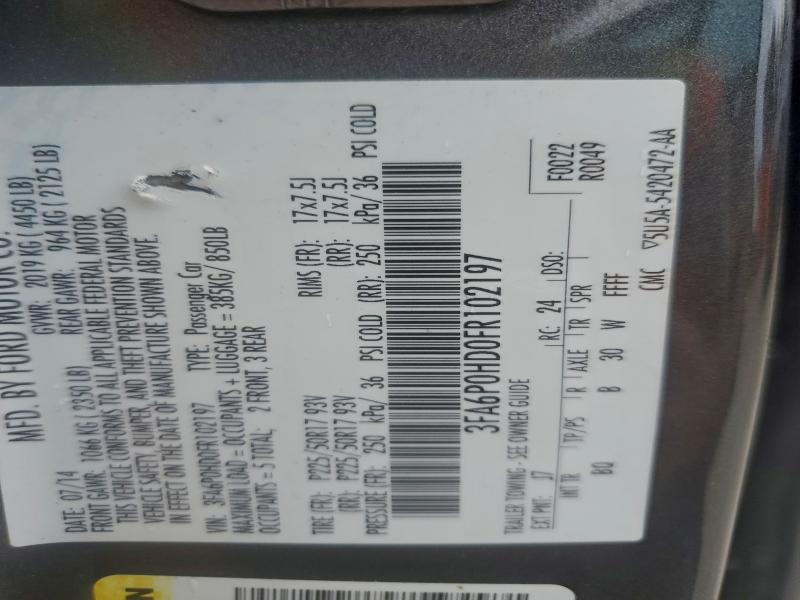 MFD. BY FORD MOTOR CO.
DATE: 07/14 GVWR: 2019 KG ( 4450 LB)
FRONT GAWR: 1066 KG ( 2350 LB) REAR GAWR: 964 KG ( 2125 LB)
THIS VEHICLE CONFORMS TO ALL APPLICABLE FEDERAL MOTOR
VEHICLE SAFETY, BUMPER, AND THEFT PREVENTION STANDARDS
IN EFFECT ON THE DATE OF MANUFACTURE SHOWN ABOVE.
VIN: 3FA6P0HD0FR102197 TYPE: Passenger Car
MAXIMUM LOAD = OCCUPANTS + LUGGAGE = 385KG/ 850LB
OCCUPANTS = 5 TOTAL; 2 FRONT, 3 REAR
TIRE (FR): P225/50R17 93V RIMS (FR): 17x7.5J
P225/50R17 93V (RR): 17x7.5J
PRESSURE (FR): 250 kPa/ 36 PSI COLD (RR): 250 kPa/ 36 PSI COLD
3FA6P0HD0FR102197
TRAILER TOWING - SEE OWNER GUIDE
F0022
EXT PNT: J7 RC: 24 DSO: R0049
INT TR TP/PS R AXLE TR SPR
BQ B 30 W FFFF
CMC ▽5U5A-5420472-AA
N